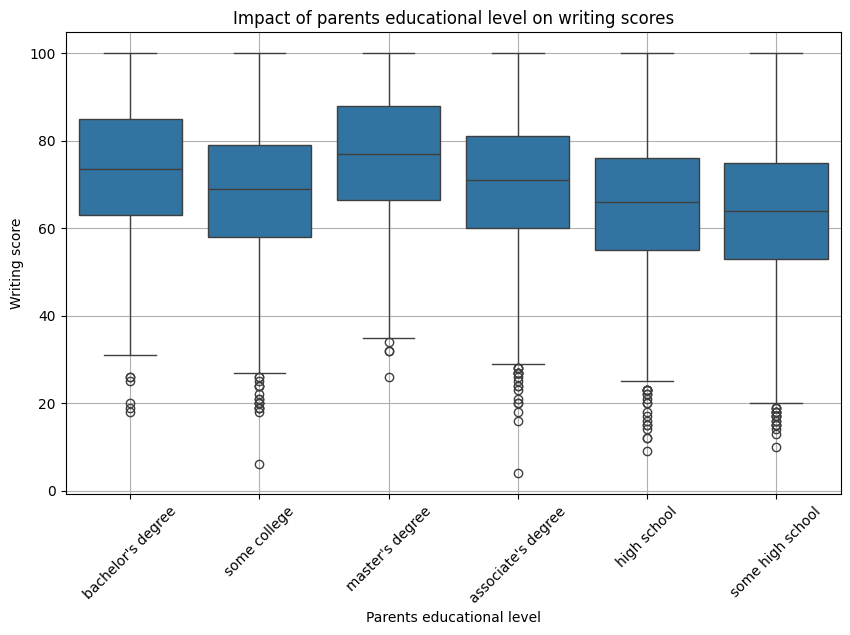 Impact of parents educational level on writing scores
100
80
60
40
20
0
Writing score
bachelor's degree
some college
master's degree
associate's degree
high school
some high school
Parents educational level